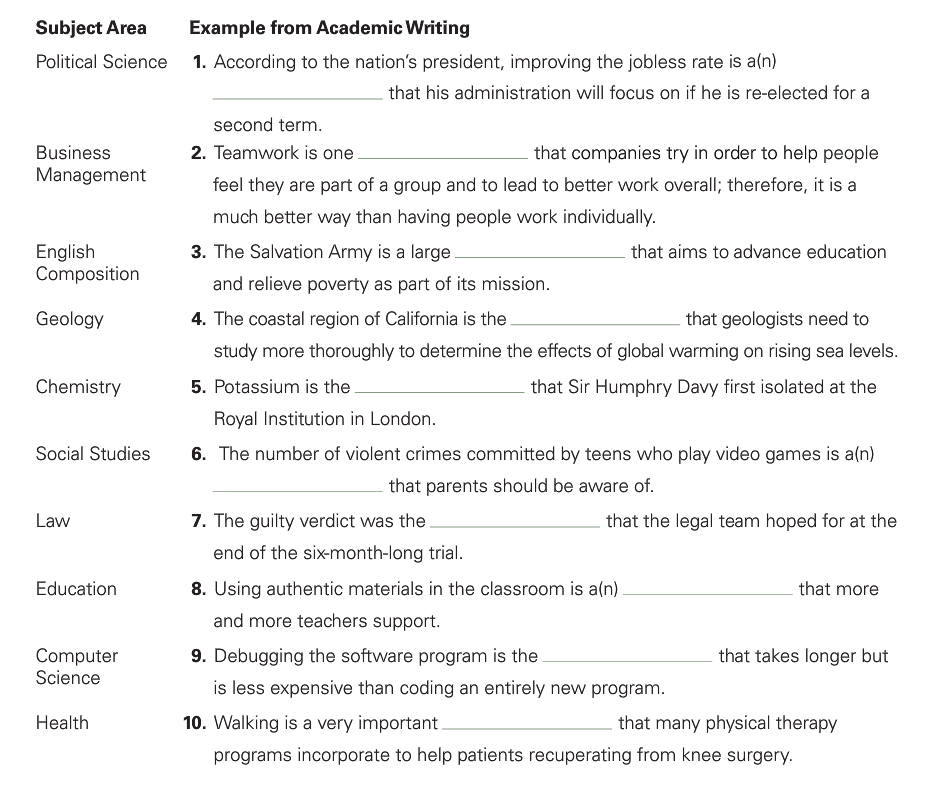 Subject Area Example from Academic Writing
Political Science 1. According to the nation's president, improving the jobless rate is a(n)
____________________ that his administration will focus on if he is re-elected for a
second term.
Business 2. Teamwork is one ____________________ that companies try in order to help people
Management
feel they are part of a group and to lead to better work overall; therefore, it is a
much better way than having people work individually.
English 3. The Salvation Army is a large ____________________ that aims to advance education
Composition
and relieve poverty as part of its mission.
Geology 4. The coastal region of California is the ____________________ that geologists need to
study more thoroughly to determine the effects of global warming on rising sea levels.
Chemistry 5. Potassium is the ____________________ that Sir Humphry Davy first isolated at the
Royal Institution in London.
Social Studies 6. The number of violent crimes committed by teens who play video games is a(n)
____________________ that parents should be aware of.
Law 7. The guilty verdict was the ____________________ that the legal team hoped for at the
end of the six-month-long trial.
Education 8. Using authentic materials in the classroom is a(n) ____________________ that more
and more teachers support.
Computer 9. Debugging the software program is the ____________________ that takes longer but
Science
is less expensive than coding an entirely new program.
Health 10. Walking is a very important ____________________ that many physical therapy
programs incorporate to help patients recuperating from knee surgery.